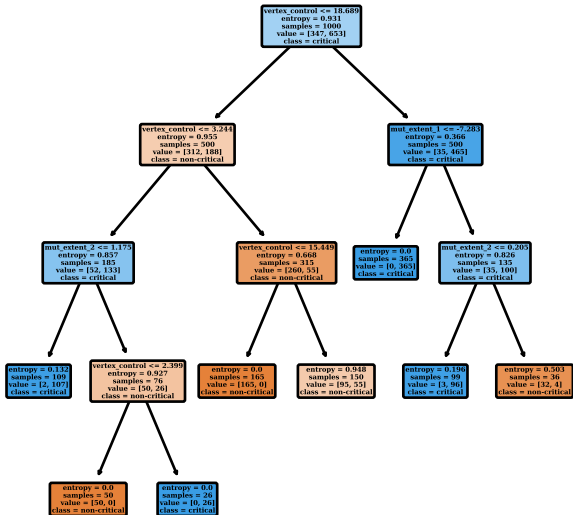 vertex_control <= 18.689
entropy = 0.931
samples = 1000
value = [347, 653]
class = critical
vertex_control <= 3.244
entropy = 0.955
samples = 500
value = [312, 188]
class = non-critical
mut_extent_1 <= -7.283
entropy = 0.366
samples = 500
value = [35, 465]
class = critical
mut_extent_2 <= 1.175
entropy = 0.857
samples = 185
value = [52, 133]
class = critical
vertex_control <= 15.449
entropy = 0.668
samples = 315
value = [260, 55]
class = non-critical
entropy = 0.0
samples = 365
value = [0, 365]
class = critical
mut_extent_2 <= 0.205
entropy = 0.826
samples = 135
value = [35, 100]
class = critical
entropy = 0.132
samples = 109
value = [2, 107]
class = critical
vertex_control <= 2.399
entropy = 0.927
samples = 76
value = [50, 26]
class = non-critical
entropy = 0.0
samples = 165
value = [165, 0]
class = non-critical
entropy = 0.948
samples = 150
value = [95, 55]
class = non-critical
entropy = 0.196
samples = 99
value = [3, 96]
class = critical
entropy = 0.503
samples = 36
value = [32, 4]
class = non-critical
entropy = 0.0
samples = 50
value = [50, 0]
class = non-critical
entropy = 0.0
samples = 26
value = [0, 26]
class = critical